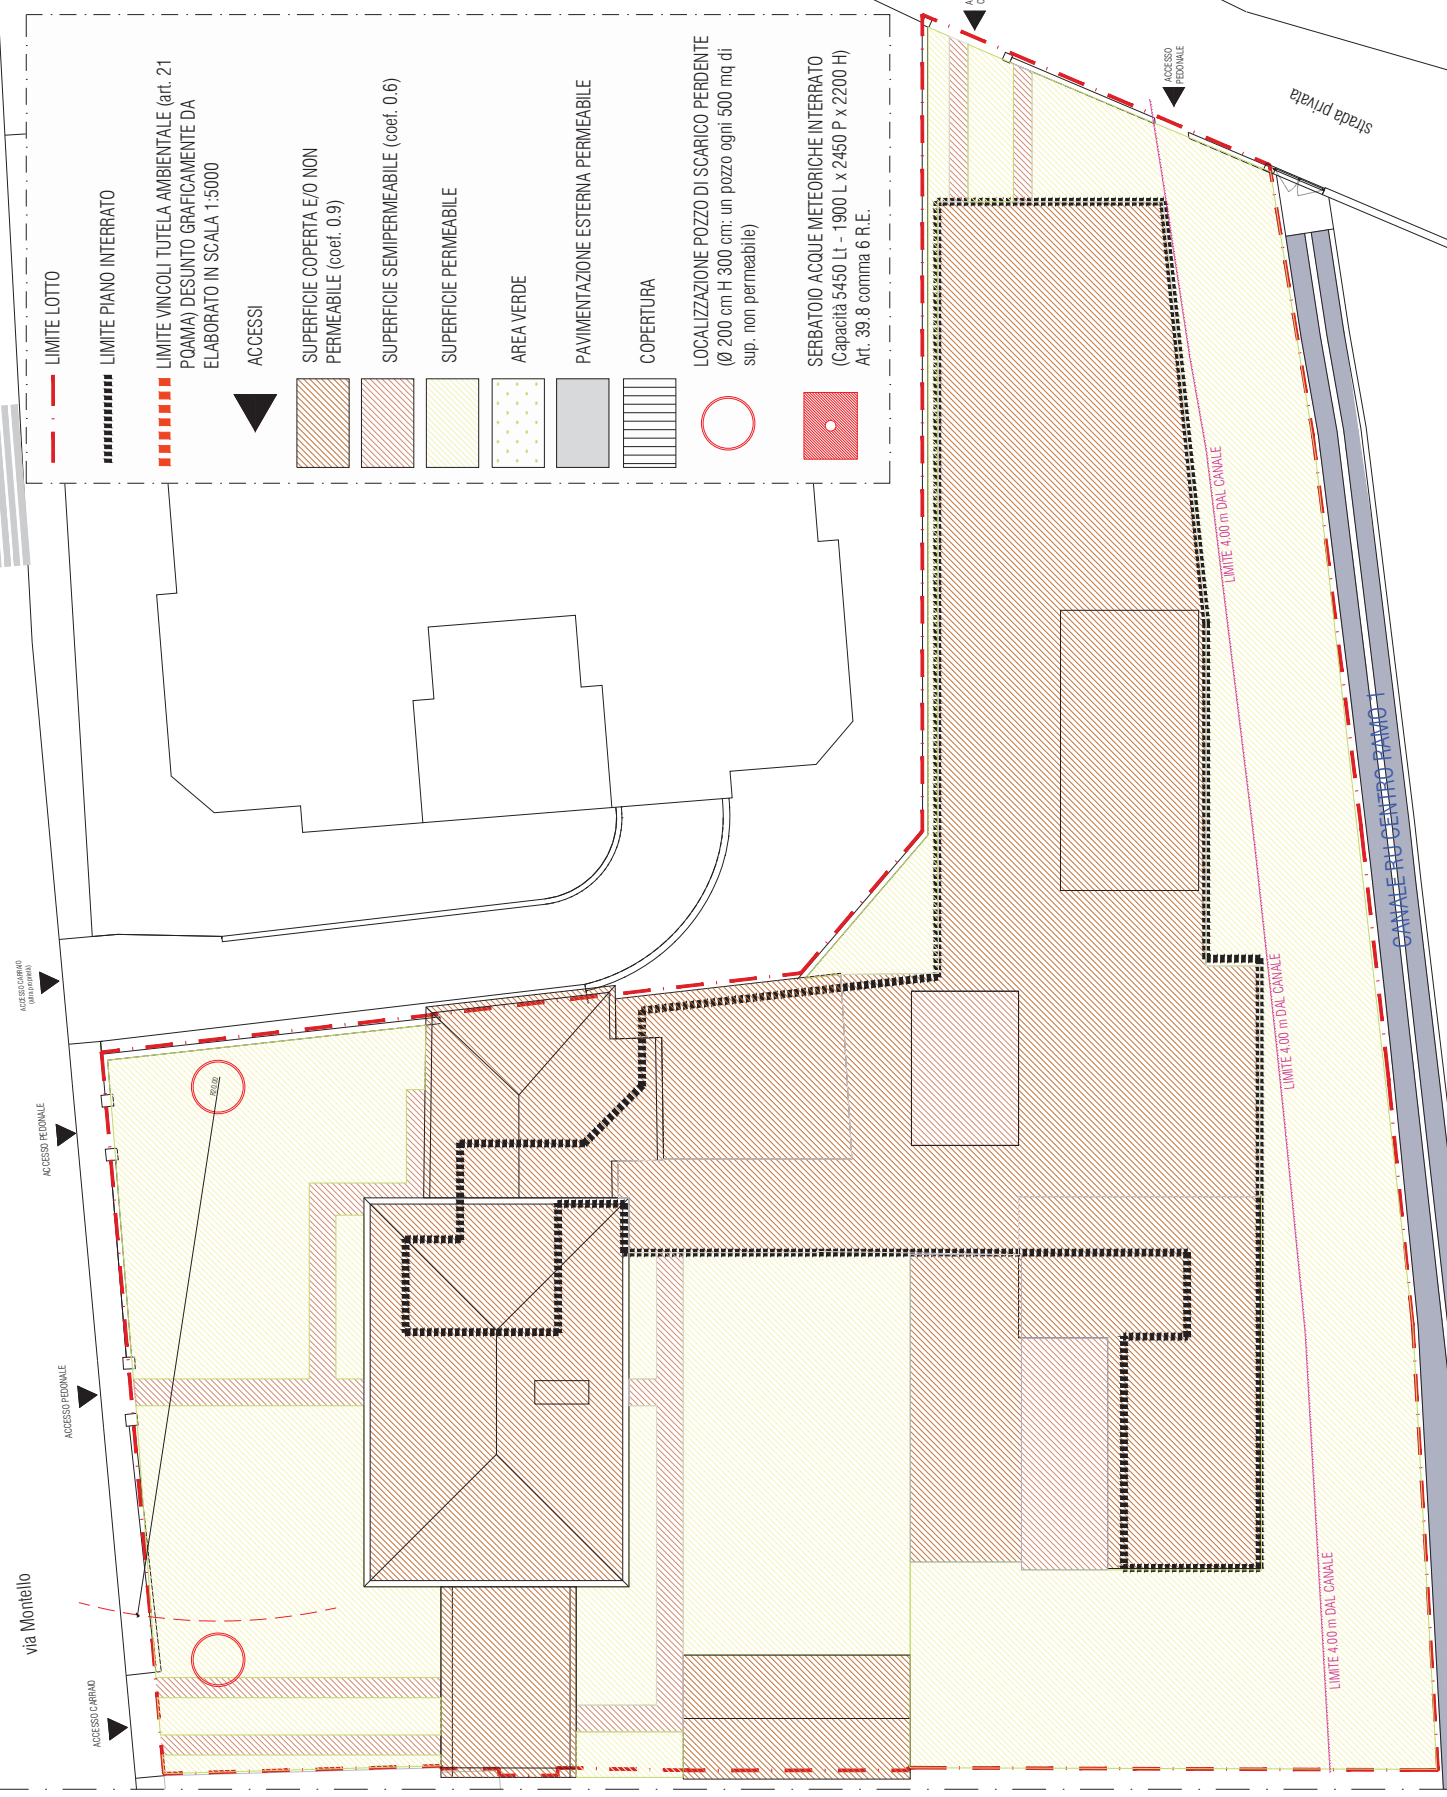 LIMITE LOTTO
LIMITE PIANO INTERRATO
LIMITE VINCOLI TUTELA AMBIENTALE (art. 21
PQAMA) DESUNTO GRAFICAMENTE DA
ELABORATO IN SCALA 1:5000
ACCESSI
SUPERFICIE COPERTA E/O NON
PERMEABILE (coef. 0.9)
SUPERFICIE SEMIPERMEABILE (coef. 0.6)
SUPERFICIE PERMEABILE
AREA VERDE
PAVIMENTAZIONE ESTERNA PERMEABILE
COPERTURA
LOCALIZZAZIONE POZZO DI SCARICO PERDENTE
(Ø 200 cm H 300 cm: un pozzo ogni 500 mq di
sup. non permeabile)
SERBATOIO ACQUE METEORICHE INTERRATO
(Capacità 5450 Lt - 1900 L x 2450 P x 2200 H)
Art. 39.8 comma 6 R.E.
ACCESSO
PEDONALE
strada privata
LIMITE 4.00 m DAL CANALE
CANALE RU CENTRO RAMO 1
LIMITE 4.00 m DAL CANALE
LIMITE 4.00 m DAL CANALE
ACCESSO CARRAIO
(altra proprietà)
ACCESSO PEDONALE
ACCESSO PEDONALE
ACCESSO CARRAIO
via Montello